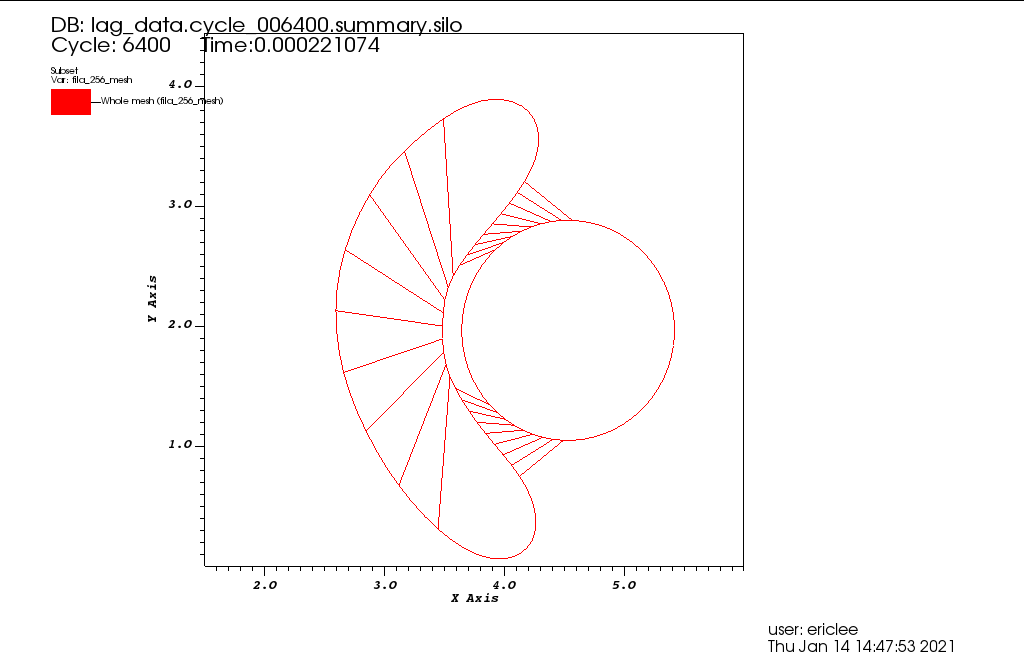 DB: lag_data.cycle_006400.summary.silo
Cycle: 6400 Time:0.000221074
Subset
Var: fila_256_mesh
Whole mesh (fila_256_mesh)
4.0
3.0
2.0
1.0
Y Axis
2.0 3.0 4.0 5.0
X Axis
user: ericlee
Thu Jan 14 14:47:53 2021